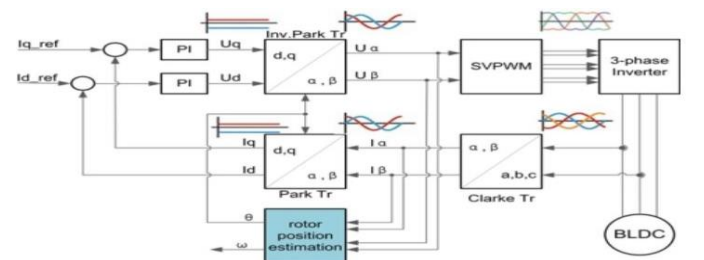 Iq_ref
PI
Uq
Inv.Park Tr
d,q
α , β
U α
U β
SVPWM
3-phase
Inverter
Id_ref
PI
Ud
Iq
Id
d,q
α , β
Park Tr
I α
I β
α , β
a,b,c
Clarke Tr
θ
ω
rotor
position
estimation
BLDC